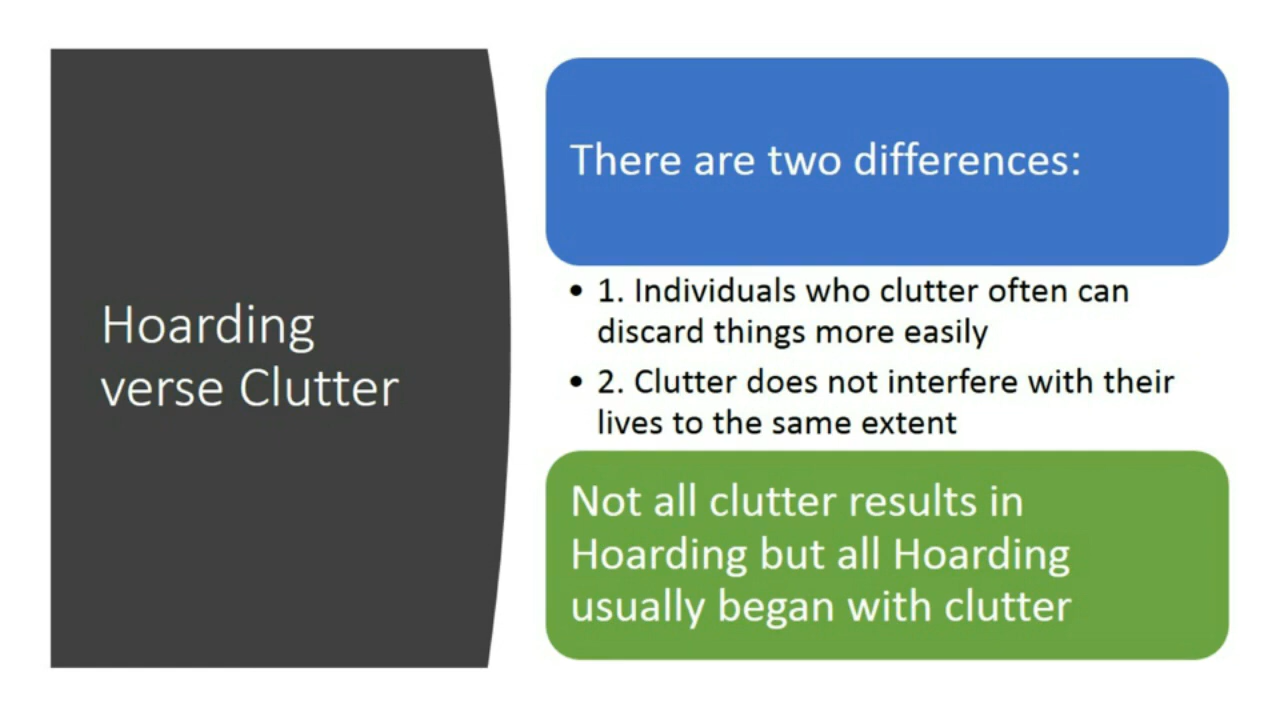 Hoarding
verse Clutter
There are two differences:
• 1. Individuals who clutter often can
discard things more easily
• 2. Clutter does not interfere with their
lives to the same extent
Not all clutter results in
Hoarding but all Hoarding
usually began with clutter